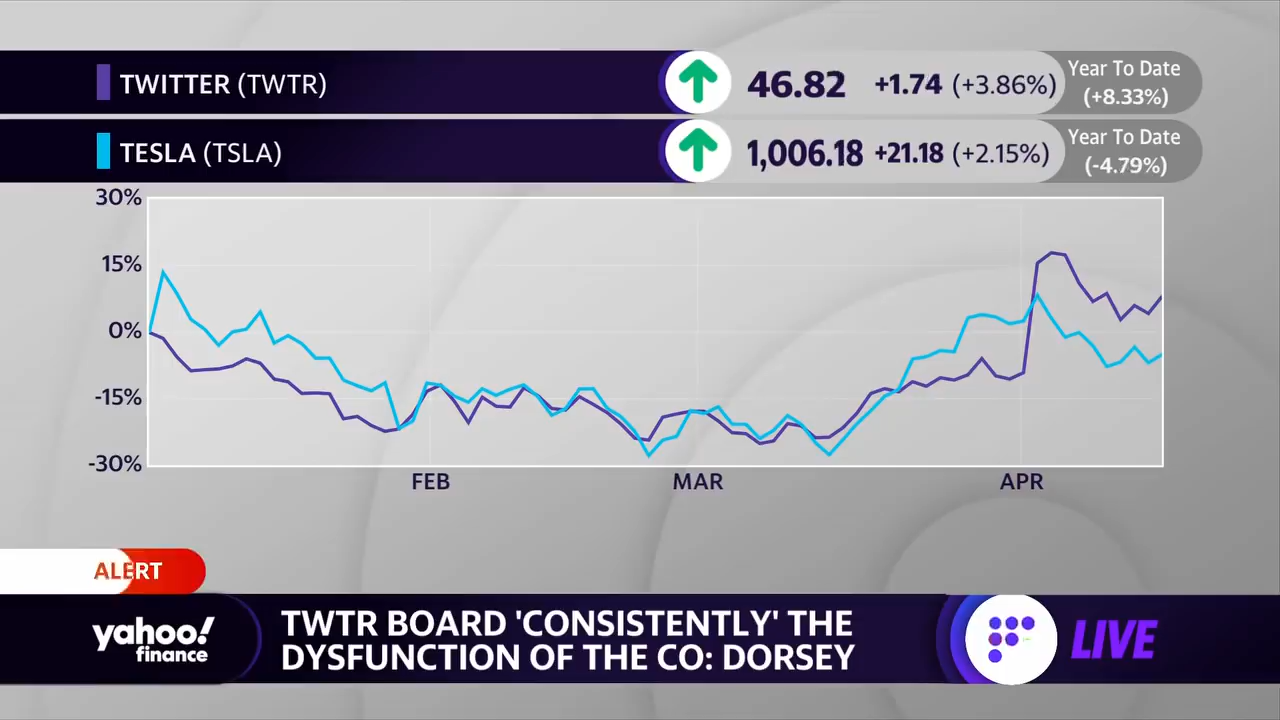 TWITTER (TWTR) 46.82 +1.74 (+3.86%) Year To Date
(+8.33%)
TESLA (TSLA) 1,006.18 +21.18 (+2.15%) Year To Date
(-4.79%)
30%
15%
0%
-15%
-30%
FEB MAR APR
ALERT
yahoo!
finance
TWTR BOARD 'CONSISTENTLY' THE
DYSFUNCTION OF THE CO: DORSEY
LIVE